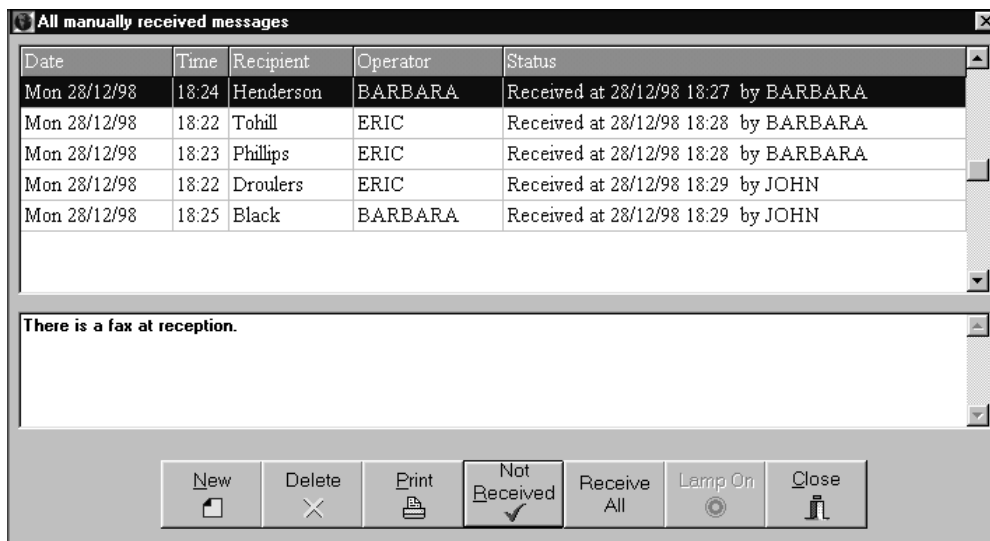 All manually received messages
Date Time Recipient Operator Status
Mon 28/12/98 18:24 Henderson BARBARA Received at 28/12/98 18:27 by BARBARA
Mon 28/12/98 18:22 Tohill ERIC Received at 28/12/98 18:28 by BARBARA
Mon 28/12/98 18:23 Phillips ERIC Received at 28/12/98 18:28 by BARBARA
Mon 28/12/98 18:22 Droulers ERIC Received at 28/12/98 18:29 by JOHN
Mon 28/12/98 18:25 Black BARBARA Received at 28/12/98 18:29 by JOHN
There is a fax at reception.
New
Delete
Print
Not
Received
Receive
All
Lamp On
Close